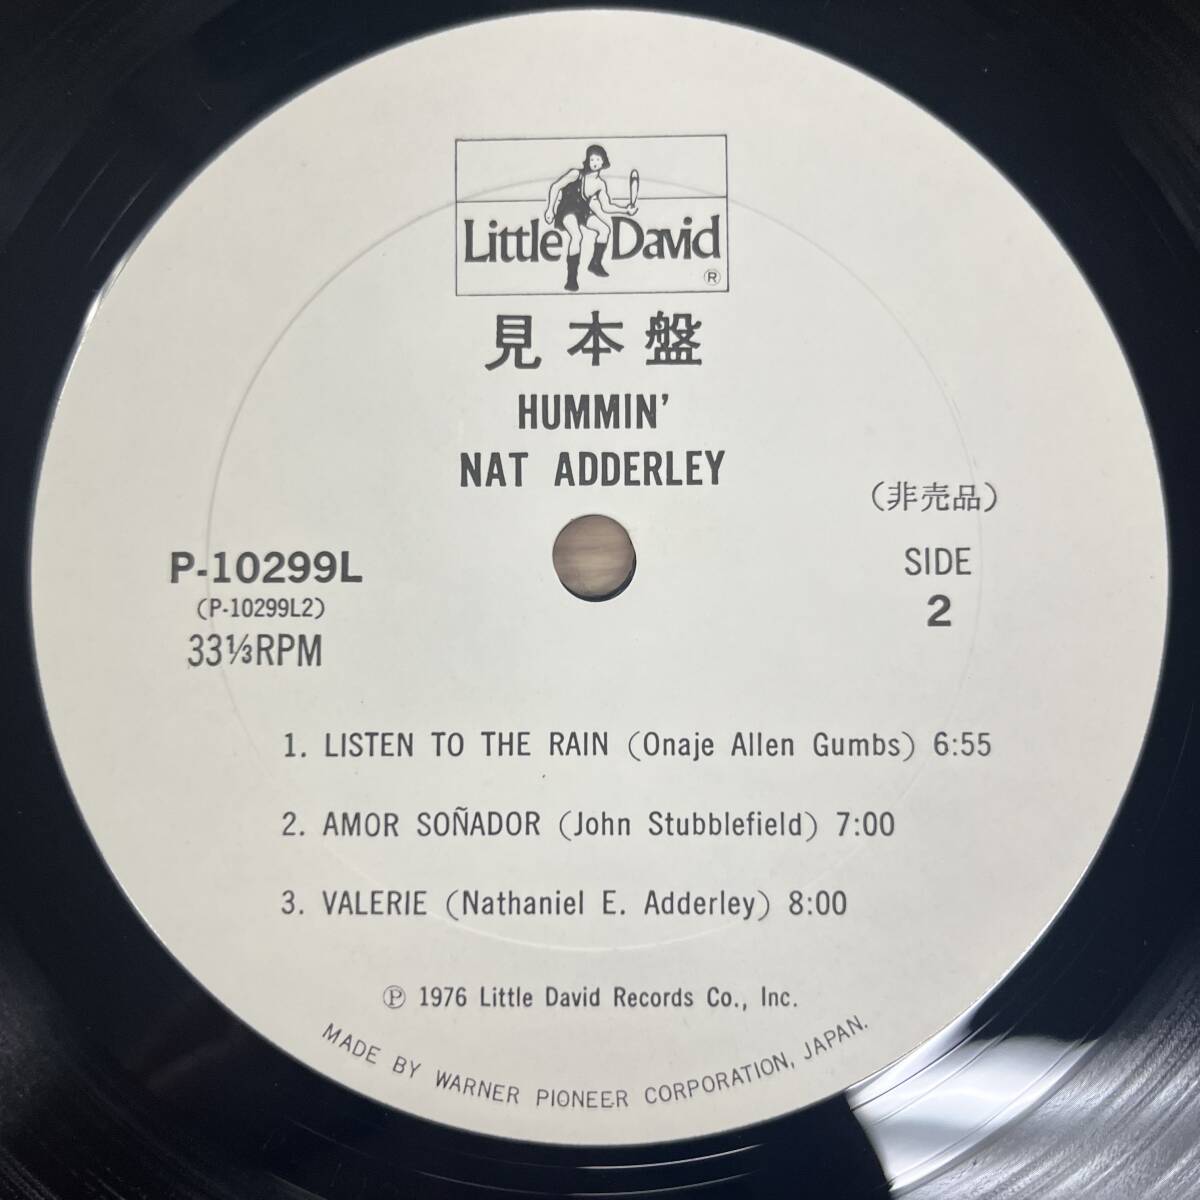 Little David
®
見本盤
HUMMIN'
NAT ADDERLEY
(非売品)
P-10299L
(P-10299L2)
33⅓RPM
SIDE
2
1. LISTEN TO THE RAIN (Onaje Allen Gumbs) 6:55
2. AMOR SOÑADOR (John Stubblefield) 7:00
3. VALERIE (Nathaniel E. Adderley) 8:00
Ⓟ 1976 Little David Records Co., Inc.
MADE BY WARNER PIONEER CORPORATION, JAPAN.